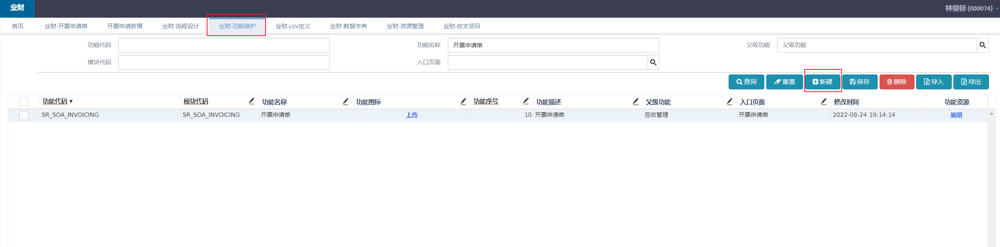 业财
林俊标 (000074)
首页 业财-开票申请单 开票申请新增 业财-流程设计 业财-功能维护 业财-LOV定义 业财-数据字典 业财-资源管理 业财-收支项目
功能代码 功能名称 开票申请单 父级功能 父级功能
模块代码 入口页面
查询 重置 新建 保存 删除 导入 导出
功能代码 模块代码 功能名称 功能图标 功能序号 功能描述 父级功能 入口页面 修改时间 功能资源
SR_SOA_INVOICING SR_SOA_INVOICING 开票申请单 上传 10 开票申请单 应收管理 开票申请单 2022-08-24 19:14:14 编辑